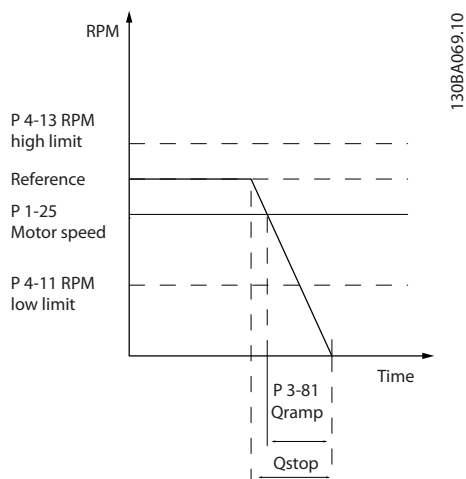 RPM
130BA069.10
P 4-13 RPM
high limit
Reference
P 1-25
Motor speed
P 4-11 RPM
low limit
Time
P 3-81
Qramp
Qstop